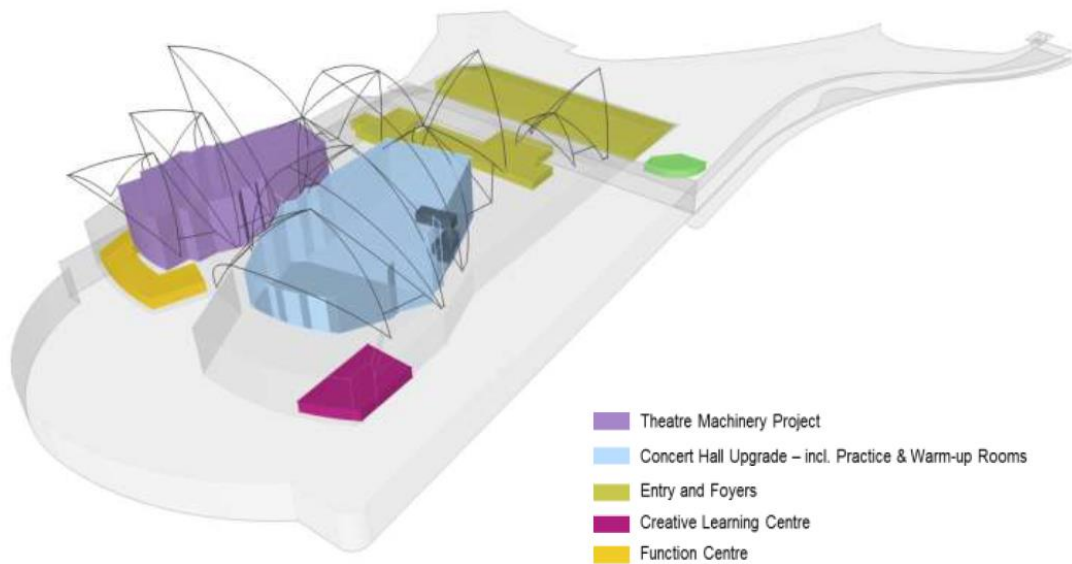 Theatre Machinery Project
Concert Hall Upgrade – incl. Practice & Warm-up Rooms
Entry and Foyers
Creative Learning Centre
Function Centre